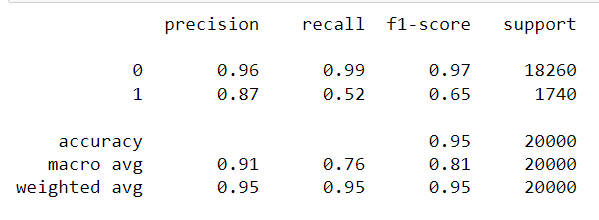 precision recall f1-score support
0 0.96 0.99 0.97 18260
1 0.87 0.52 0.65 1740
accuracy 0.95 20000
macro avg 0.91 0.76 0.81 20000
weighted avg 0.95 0.95 0.95 20000